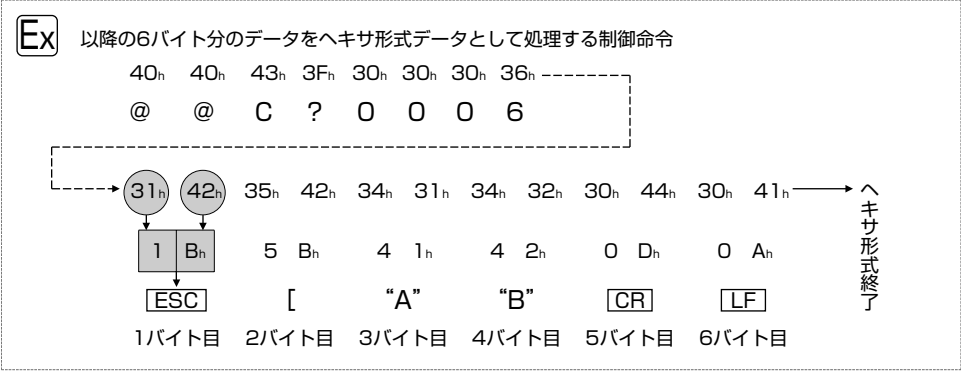 Ex 以降の6バイト分のデータをヘキサ形式データとして処理する制御命令
40h 40h 43h 3Fh 30h 30h 30h 36h
@ @ C ? 0 0 0 6
31h 42h 35h 42h 34h 31h 34h 32h 30h 44h 30h 41h
ヘキサ形式終了
1 Bh 5 Bh 4 1h 4 2h 0 Dh 0 Ah
ESC [ “A” “B” CR LF
1バイト目 2バイト目 3バイト目 4バイト目 5バイト目 6バイト目